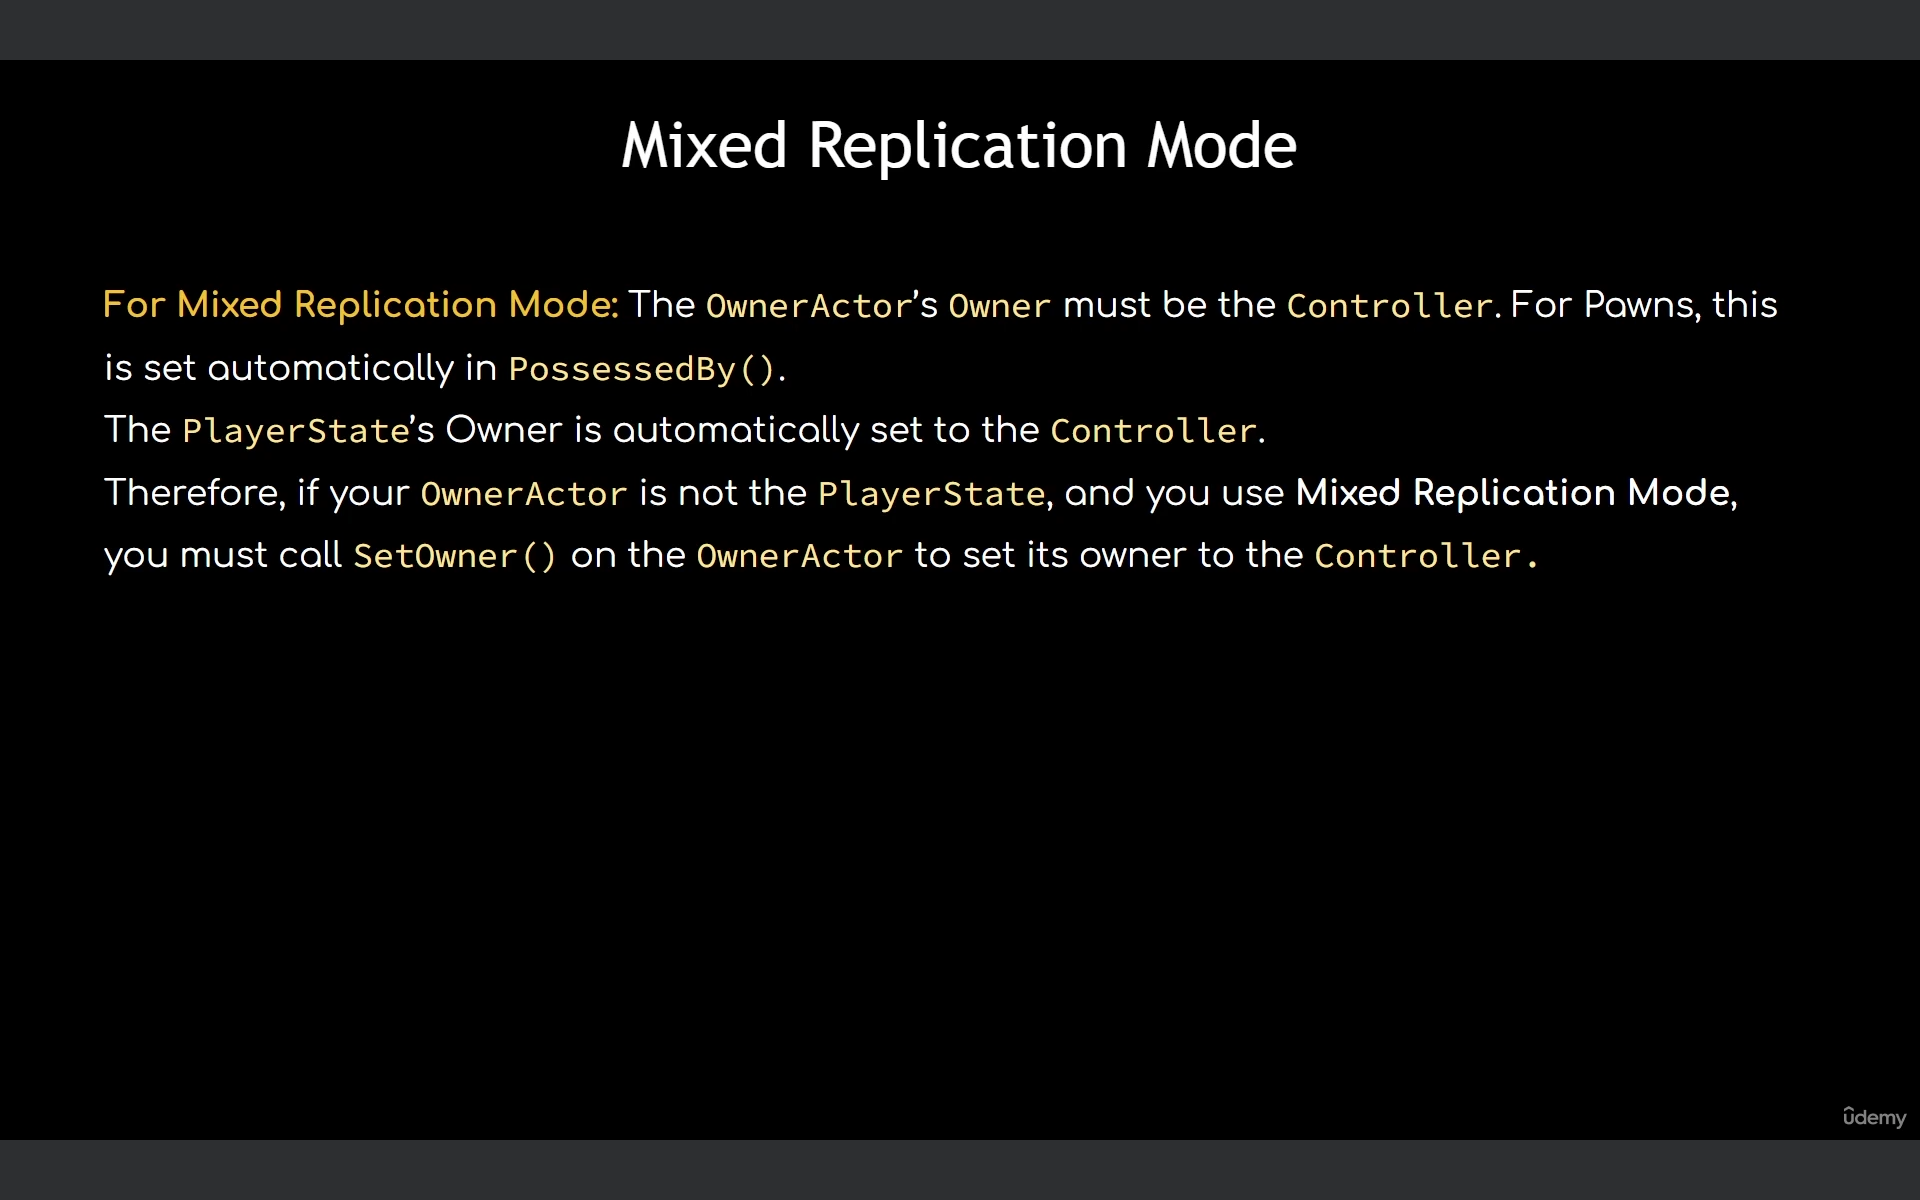 Mixed Replication Mode
For Mixed Replication Mode: The OwnerActor’s Owner must be the Controller. For Pawns, this
is set automatically in PossessedBy().
The PlayerState’s Owner is automatically set to the Controller.
Therefore, if your OwnerActor is not the PlayerState, and you use Mixed Replication Mode,
you must call SetOwner() on the OwnerActor to set its owner to the Controller.
ûdemy